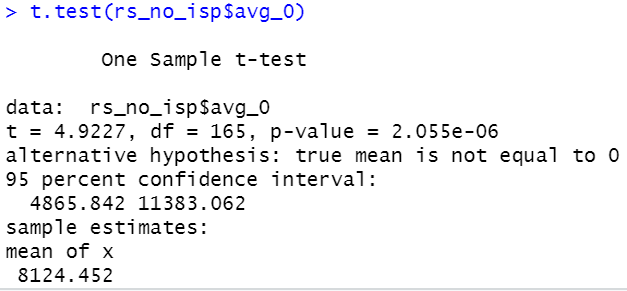 > t.test(rs_no_isp$avg_0)
One Sample t-test
data:  rs_no_isp$avg_0
t = 4.9227, df = 165, p-value = 2.055e-06
alternative hypothesis: true mean is not equal to 0
95 percent confidence interval:
4865.842 11383.062
sample estimates:
mean of x
8124.452